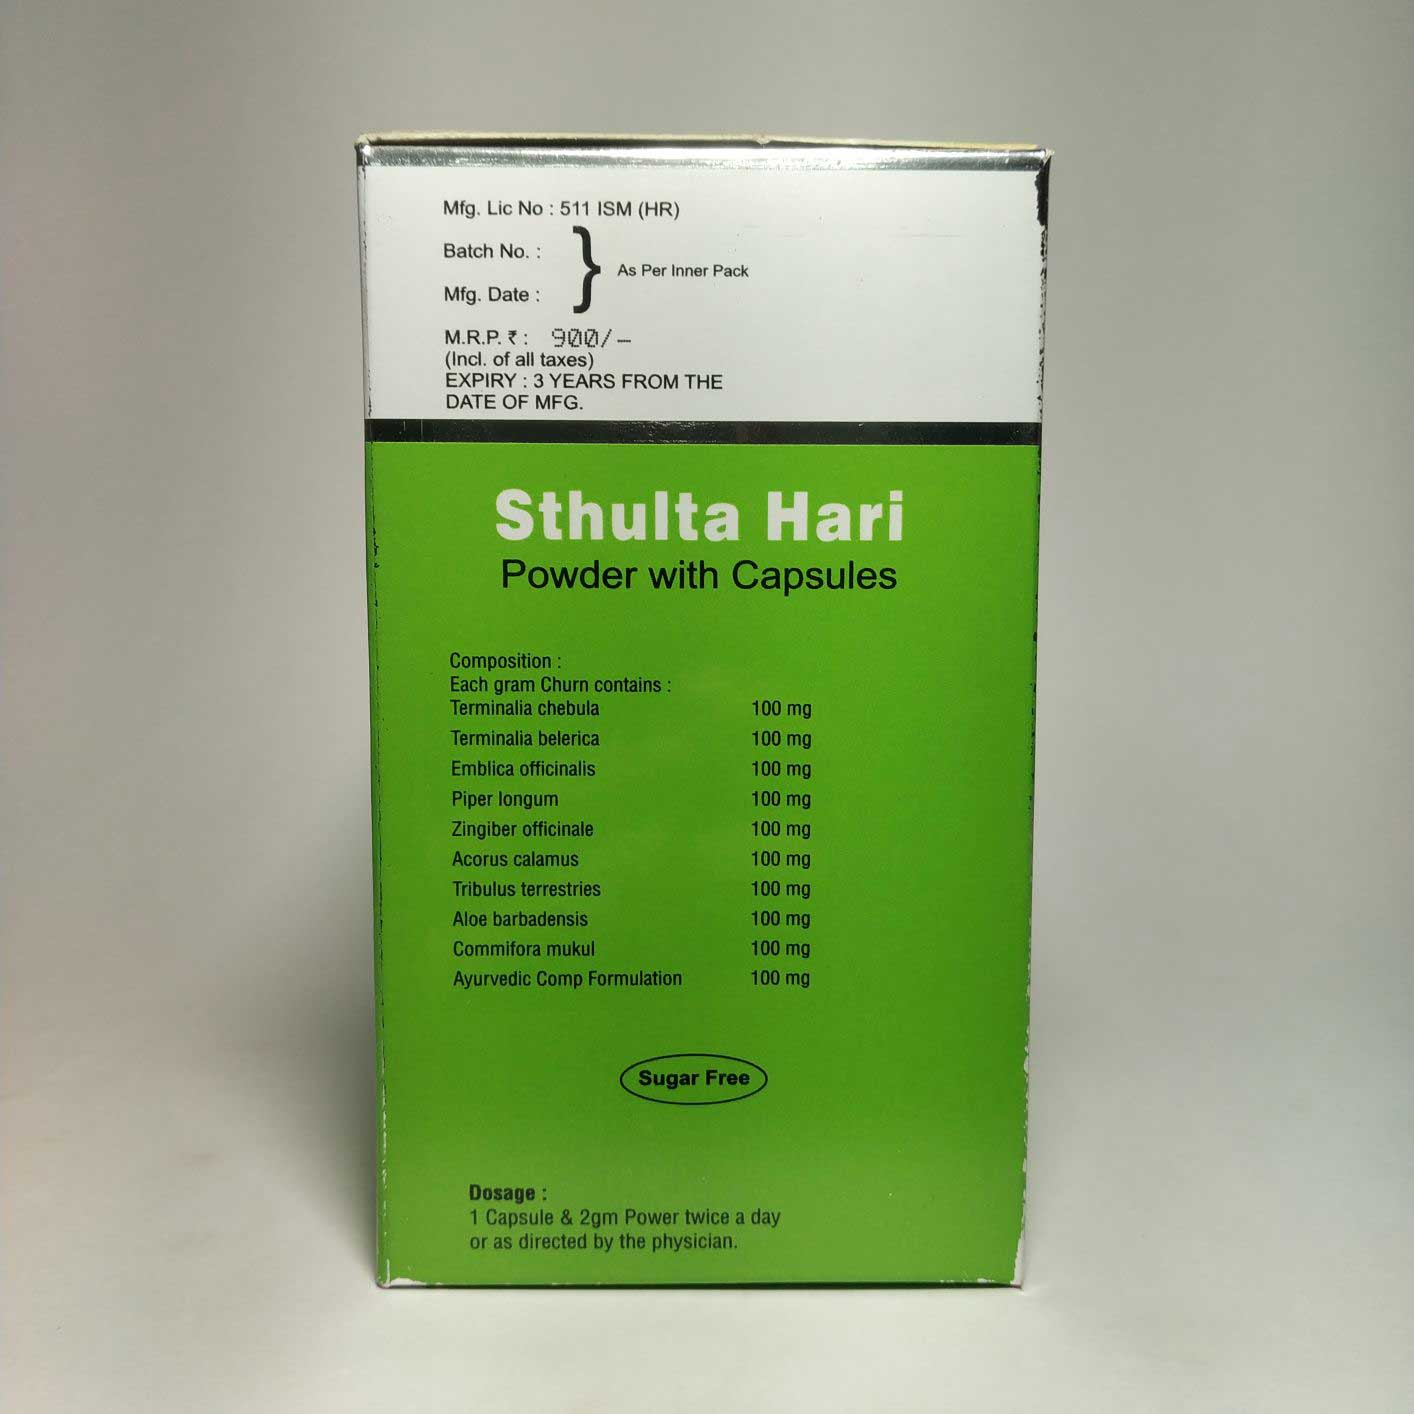 Mfg. Lic No : 511 ISM (HR)
Batch No. :
As Per Inner Pack
Mfg. Date :
M.R.P. ₹ : 900/-
(Incl. of all taxes)
EXPIRY : 3 YEARS FROM THE
DATE OF MFG.
Sthulta Hari
Powder with Capsules
Composition :
Each gram Churn contains :
Terminalia chebula 100 mg
Terminalia belerica 100 mg
Emblica officinalis 100 mg
Piper longum 100 mg
Zingiber officinale 100 mg
Acorus calamus 100 mg
Tribulus terrestries 100 mg
Aloe barbadensis 100 mg
Commifora mukul 100 mg
Ayurvedic Comp Formulation 100 mg
Sugar Free
Dosage :
1 Capsule & 2gm Power twice a day
or as directed by the physician.